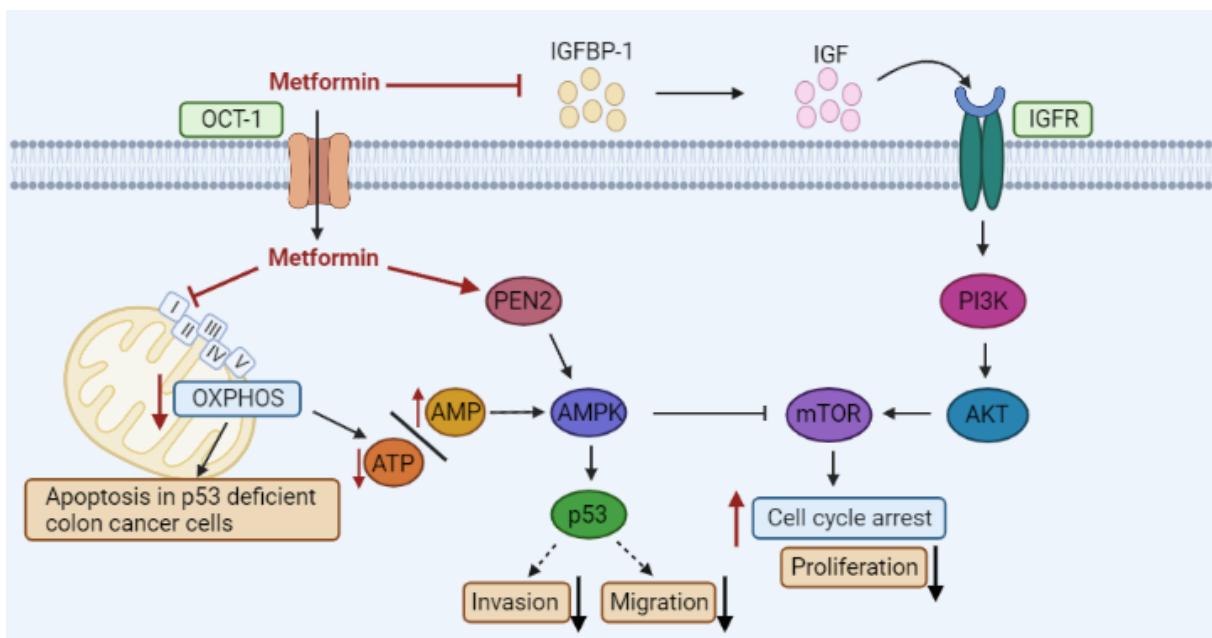 IGFBP-1
IGF
Metformin
OCT-1
IGFR
Metformin
PEN2
PI3K
I
II
III
IV
V
OXPHOS
AMP
AMPK
mTOR
AKT
ATP
Apoptosis in p53 deficient
colon cancer cells
p53
Cell cycle arrest
Proliferation
Invasion
Migration